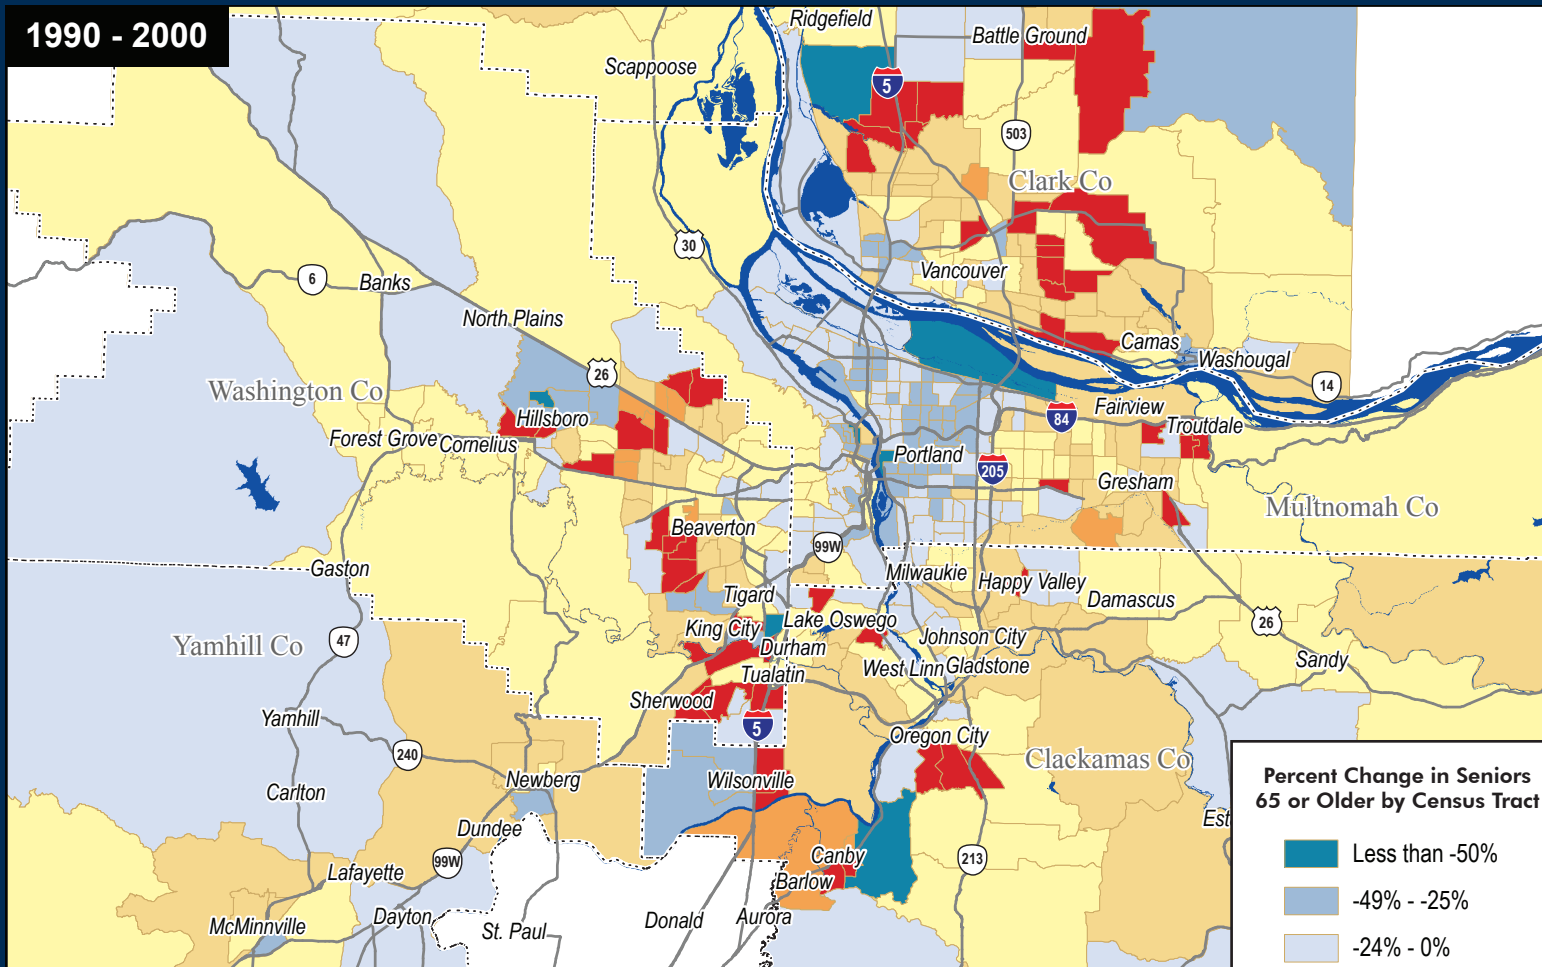 1990 - 2000
Ridgefield
Battle Ground
Scappoose
5
503
Clark Co
30
Vancouver
6
Banks
North Plains
26
Camas
Washougal
14
Washington Co
Hillsboro
Fairview
84
Troutdale
Forest Grove
Cornelius
Portland
205
Gresham
Multnomah Co
Beaverton
99W
Gaston
Milwaukie
Happy Valley
Damascus
Tigard
Lake Oswego
26
King City
Johnson City
47
Yamhill Co
Durham
West Linn
Gladstone
Sandy
Tualatin
Sherwood
Yamhill
5
Oregon City
240
Clackamas Co
Newberg
Wilsonville
Carlton
Est
Dundee
Canby
99W
213
Lafayette
Barlow
McMinnville
Dayton
St. Paul
Donald
Aurora
Percent Change in Seniors
65 or Older by Census Tract
Less than -50%
-49% - -25%
-24% - 0%